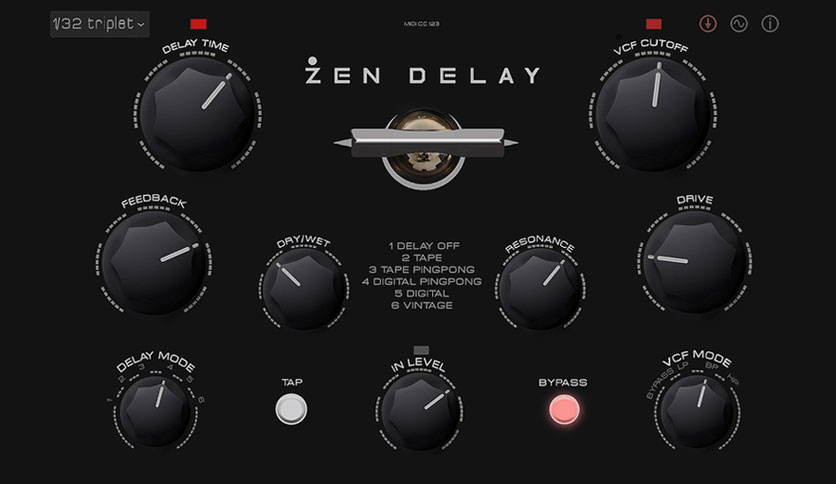 1/32 triplet
MIDI CC 123
DELAY TIME
VCF CUTOFF
ZEN DELAY
FEEDBACK
DRIVE
DRY/WET
1 DELAY OFF
2 TAPE
3 TAPE PINGPONG
4 DIGITAL PINGPONG
5 DIGITAL
6 VINTAGE
RESONANCE
DELAY MODE
1 2 3 4 5 6
TAP
IN LEVEL
BYPASS
VCF MODE
BYPASS LP BP HP